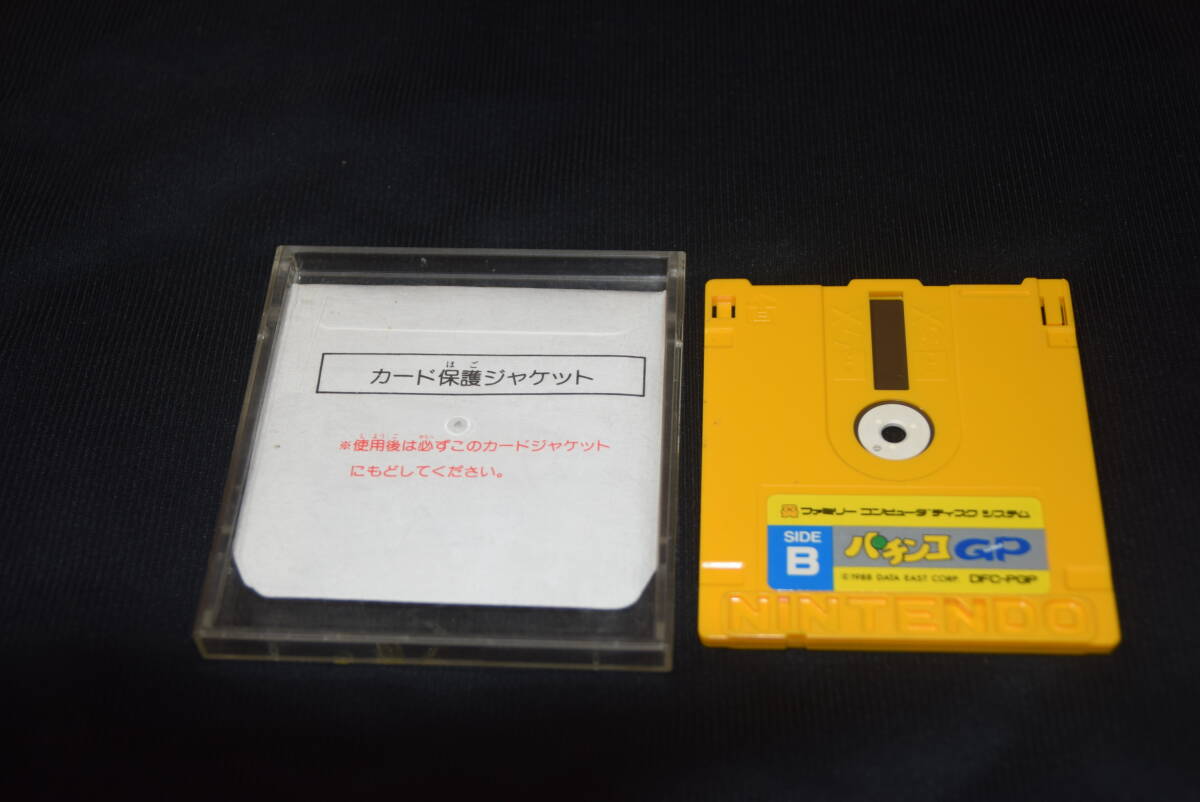 カード保護ジャケット
※使用後は必ずこのカードジャケット
にもどしてください。
ファミリー コンピュータ ディスク システム
SIDE
B
パチンコGP
©1988 DATA EAST CORP. DFC-PGP
NINTENDO